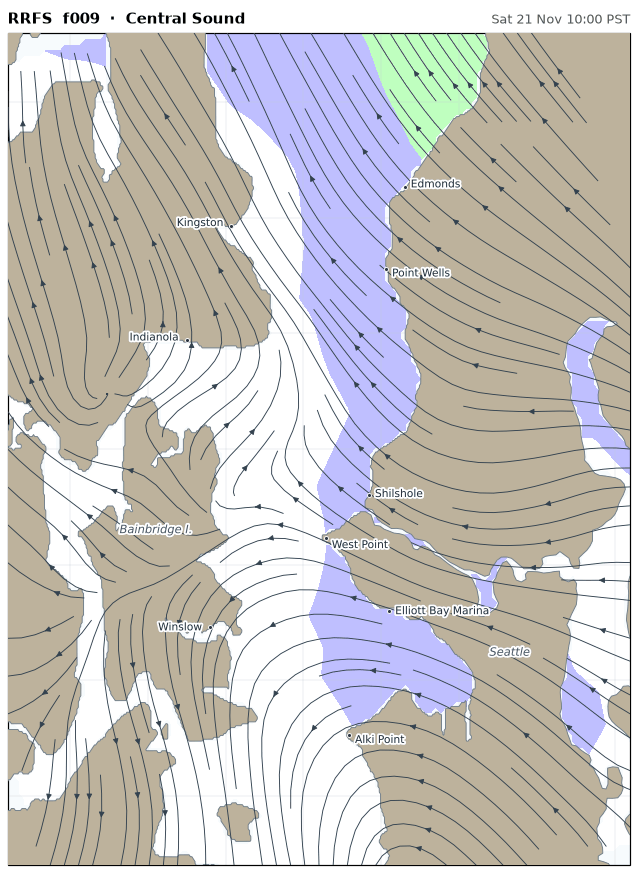 RRFS f009 · Central Sound
Sat 21 Nov 10:00 PST
Edmonds
Kingston
Point Wells
Indianola
Shilshole
Bainbridge I.
West Point
Elliott Bay Marina
Winslow
Seattle
Alki Point